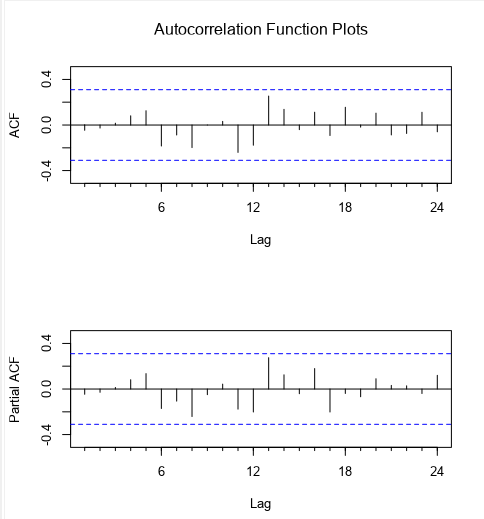 Autocorrelation Function Plots
0.4
0.0
-0.4
ACF
6 12 18 24
Lag
0.4
0.0
-0.4
Partial ACF
6 12 18 24
Lag